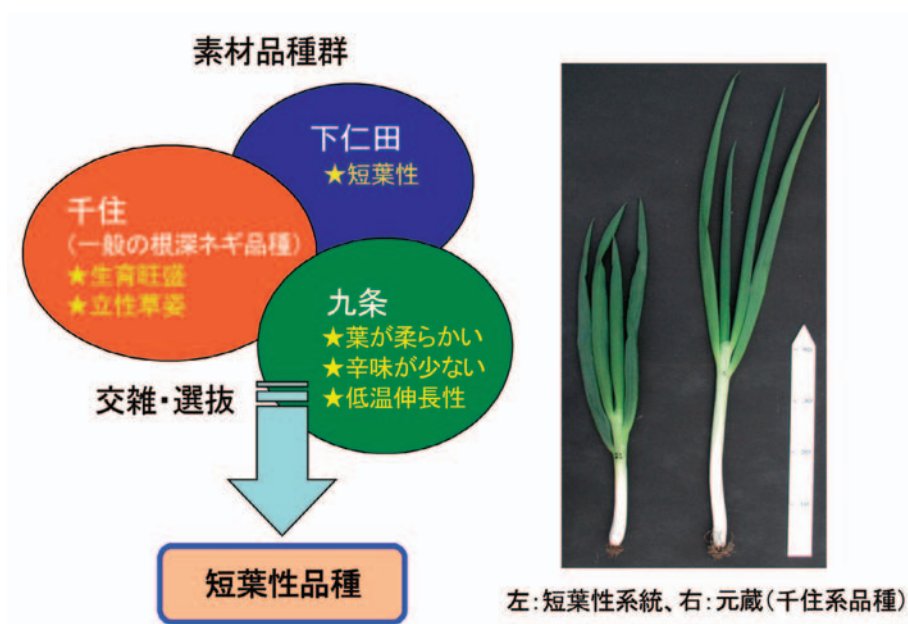 素材品種群
下仁田
★短葉性
千住
(一般の根深ネギ品種)
★生育旺盛
★立性草姿
九条
★葉が柔らかい
★辛味が少ない
★低温伸長性
交雑・選抜
短葉性品種
左:短葉性系統、右:元蔵(千住系品種)